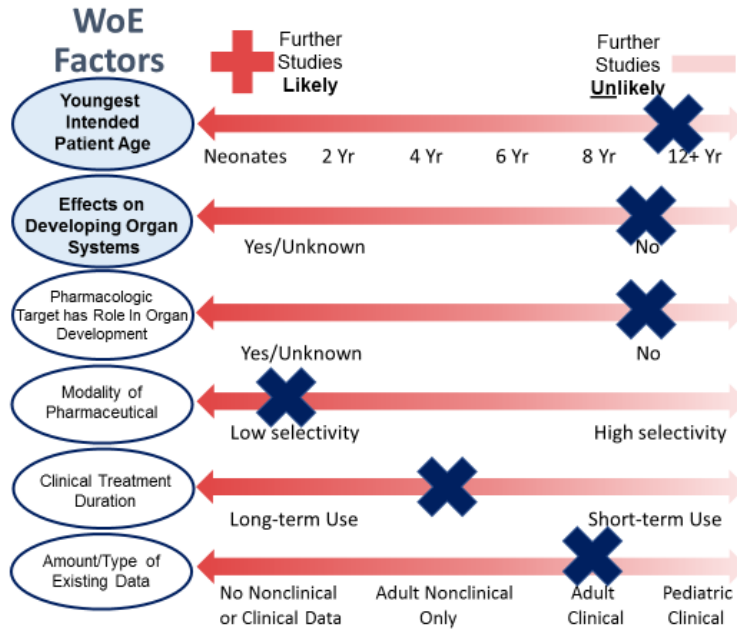 WoE
Factors
Further
Studies
Likely
Further
Studies
Unlikely
Youngest
Intended
Patient Age
Neonates 2 Yr 4 Yr 6 Yr 8 Yr 12+ Yr
Effects on
Developing Organ
Systems
Yes/Unknown No
Pharmacologic
Target has Role In Organ
Development
Yes/Unknown No
Modality of
Pharmaceutical
Low selectivity High selectivity
Clinical Treatment
Duration
Long-term Use Short-term Use
Amount/Type of
Existing Data
No Nonclinical
or Clinical Data
Adult Nonclinical
Only
Adult
Clinical
Pediatric
Clinical